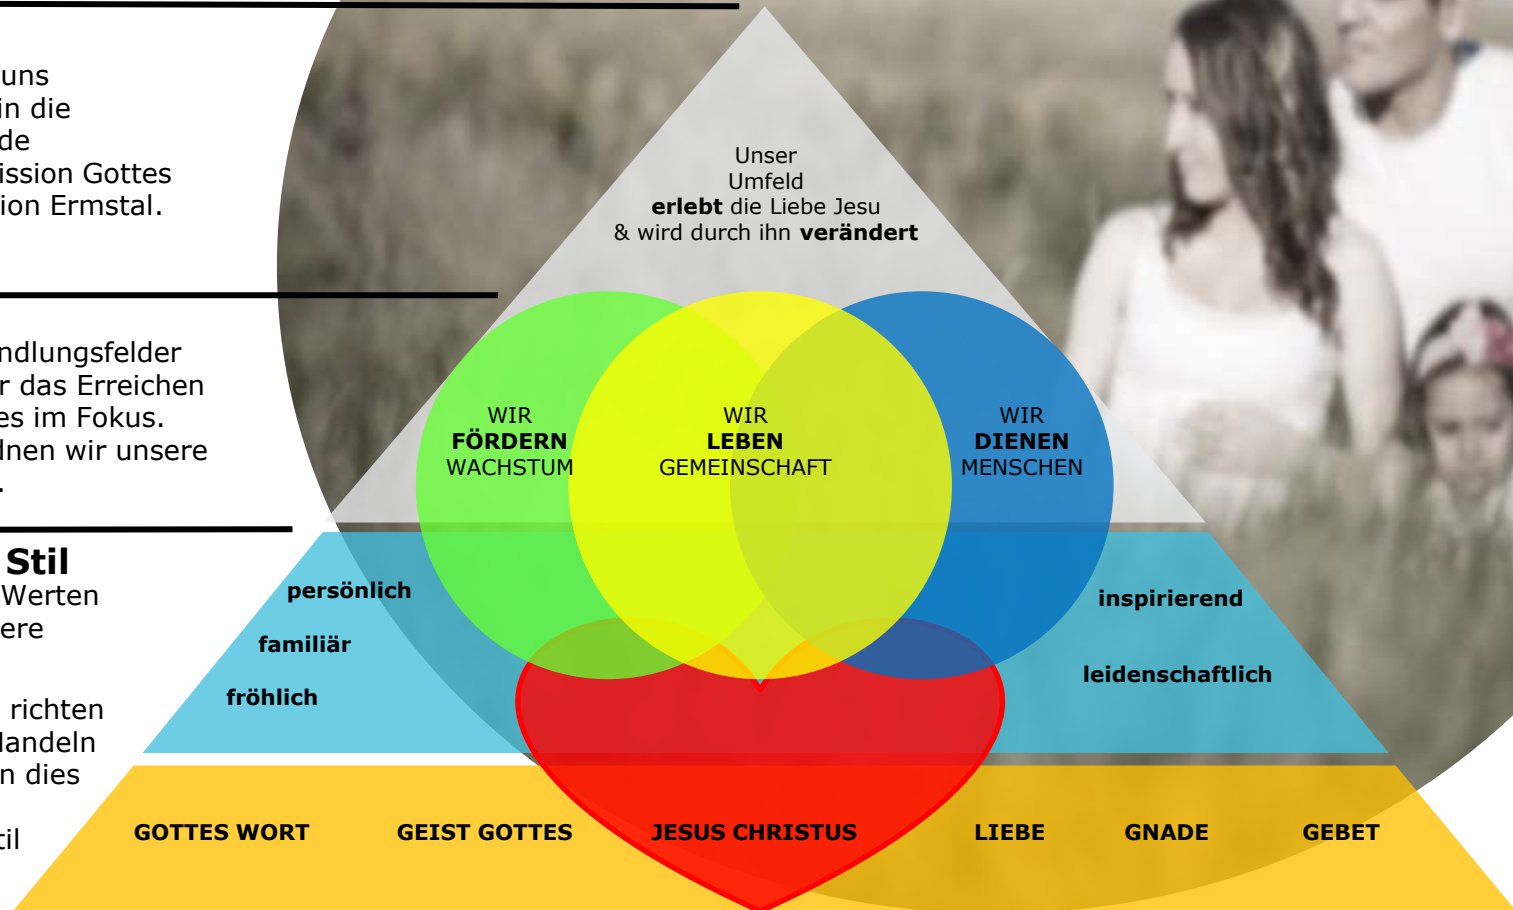 uns
in die
de
ission Gottes
ion Ermstal.
ndlungsfelder
r das Erreichen
es im Fokus.
dnen wir unsere
.
Stil
Werten
ere
richten
Handeln
n dies
til
Unser
Umfeld
erlebt die Liebe Jesu
& wird durch ihn verändert
WIR
FÖRDERN
WACHSTUM
WIR
LEBEN
GEMEINSCHAFT
WIR
DIENEN
MENSCHEN
persönlich
familiär
fröhlich
inspirierend
leidenschaftlich
GOTTES WORT GEIST GOTTES JESUS CHRISTUS LIEBE GNADE GEBET